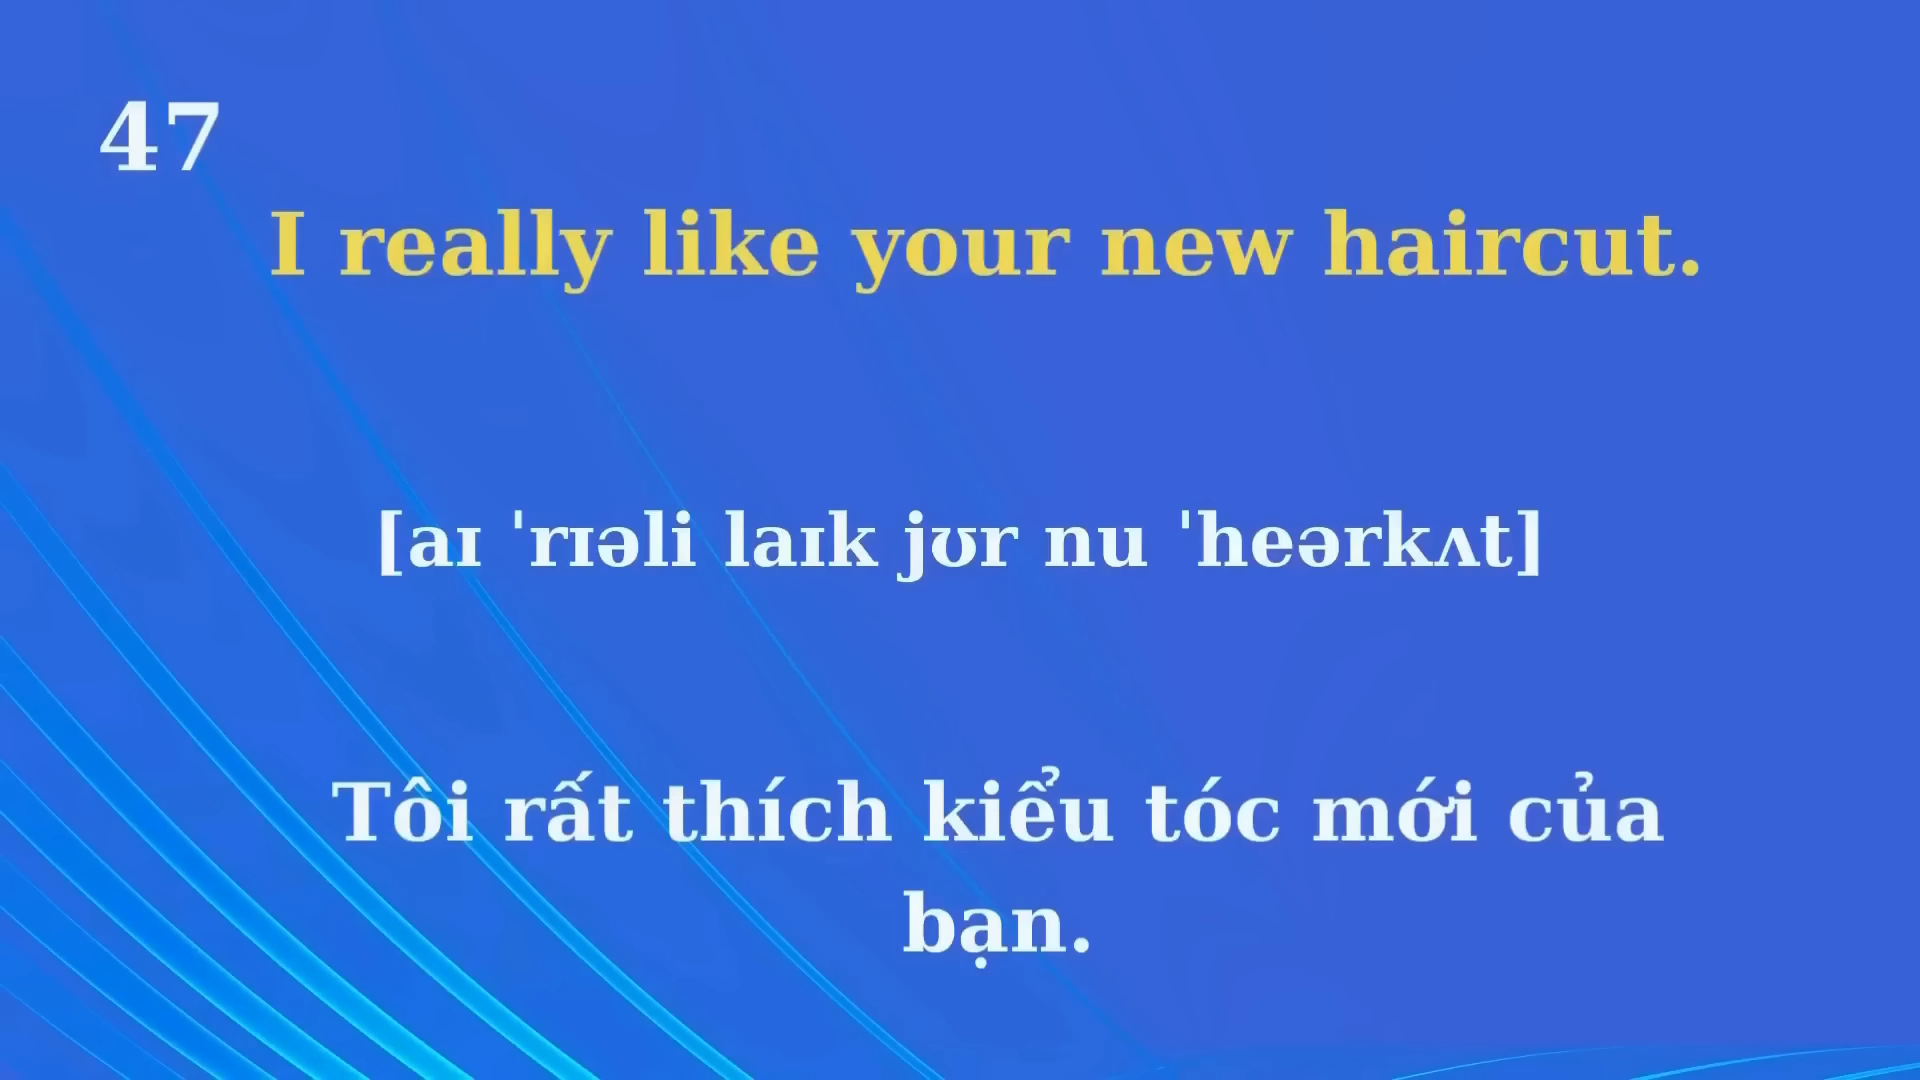 47
I really like your new haircut.
[aɪ ˈrɪəli laɪk jʊr nu ˈheərkʌt]
Tôi rất thích kiểu tóc mới của
bạn.